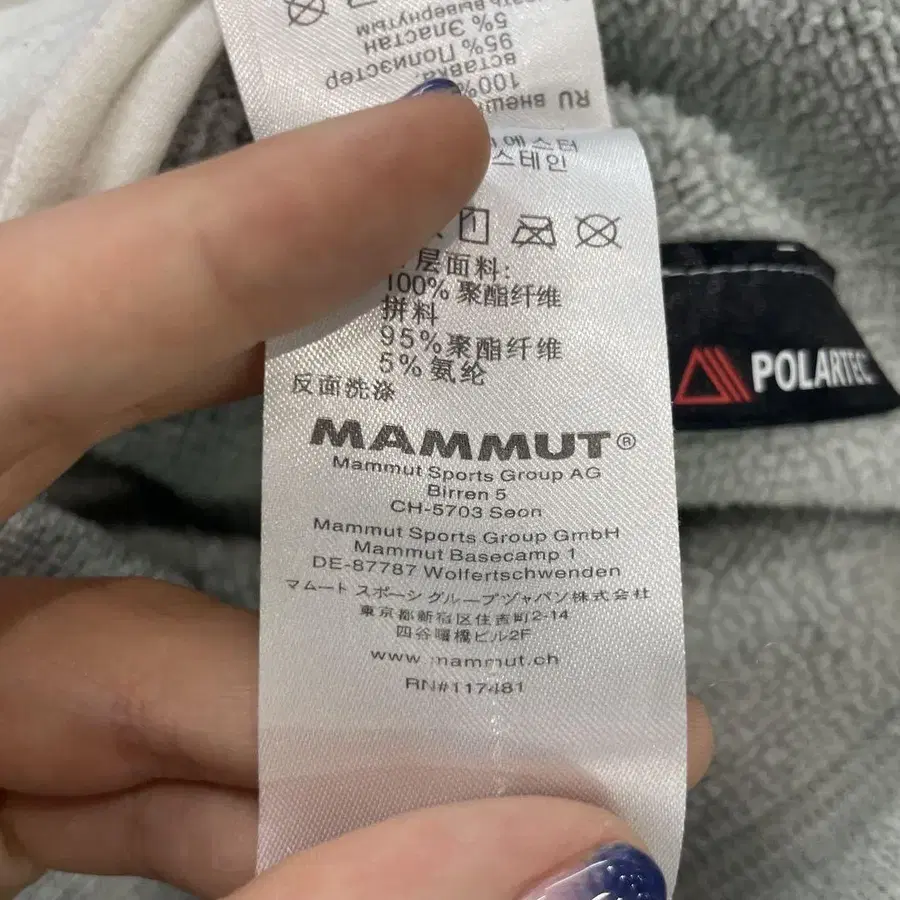 вывернутым
5% Эластан
95% Полиэстер
вставка:
100%
RU внеш
에스터
스테인
层面料:
100% 聚酯纤维
拼料
95% 聚酯纤维
5% 氨纶
反面洗涤
MAMMUT®
Mammut Sports Group AG
Birren 5
CH-5703 Seon
Mammut Sports Group GmbH
Mammut Basecamp 1
DE-87787 Wolfertschwenden
マムート スポーツ グループ ジャパン株式会社
東京都新宿区住吉町2-14
四谷曙橋ビル2F
www.mammut.ch
RN#117481
POLARTEC